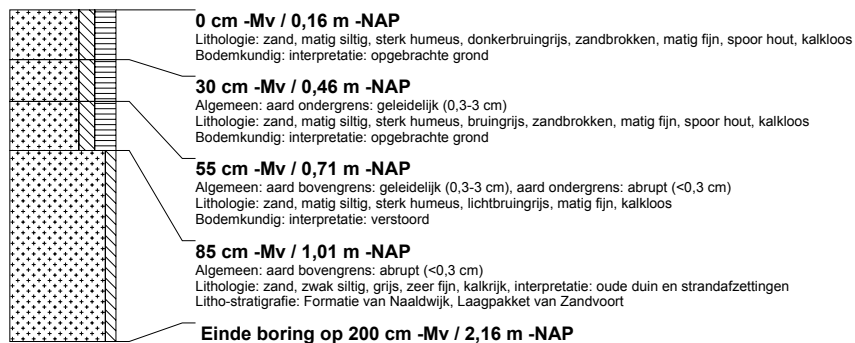 0 cm -Mv / 0,16 m -NAP
Lithologie: zand, matig siltig, sterk humeus, donkerbruingrijs, zandbrokken, matig fijn, spoor hout, kalkloos
Bodemkundig: interpretatie: opgebrachte grond
30 cm -Mv / 0,46 m -NAP
Algemeen: aard ondergrens: geleidelijk (0,3-3 cm)
Lithologie: zand, matig siltig, sterk humeus, bruingrijs, zandbrokken, matig fijn, spoor hout, kalkloos
Bodemkundig: interpretatie: opgebrachte grond
55 cm -Mv / 0,71 m -NAP
Algemeen: aard bovengrens: geleidelijk (0,3-3 cm), aard ondergrens: abrupt (<0,3 cm)
Lithologie: zand, matig siltig, sterk humeus, lichtbruingrijs, matig fijn, kalkloos
Bodemkundig: interpretatie: verstoord
85 cm -Mv / 1,01 m -NAP
Algemeen: aard bovengrens: abrupt (<0,3 cm)
Lithologie: zand, zwak siltig, grijs, zeer fijn, kalkrijk, interpretatie: oude duin en strandafzettingen
Litho-stratigrafie: Formatie van Naaldwijk, Laagpakket van Zandvoort
Einde boring op 200 cm -Mv / 2,16 m -NAP